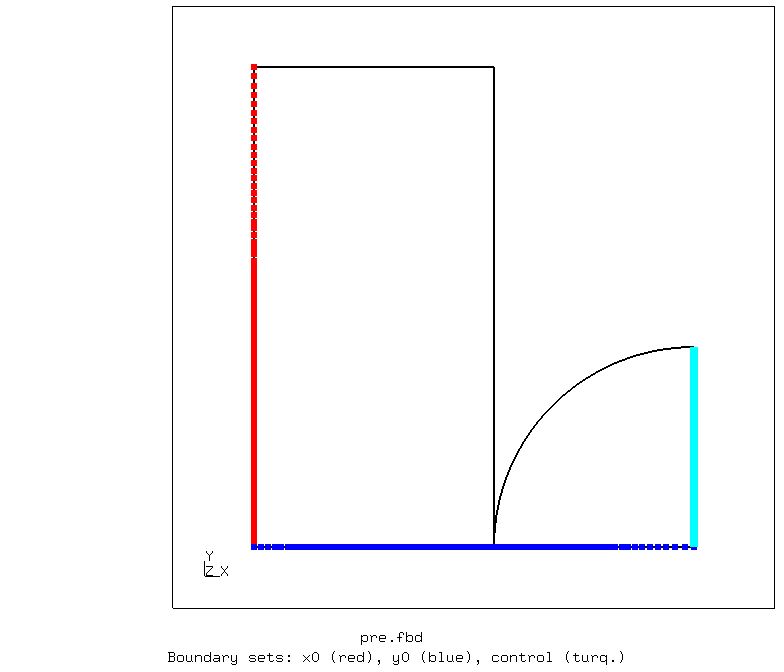 Y
Z X
pre.fbd
Boundary sets: x0 (red), y0 (blue), control (turq.)